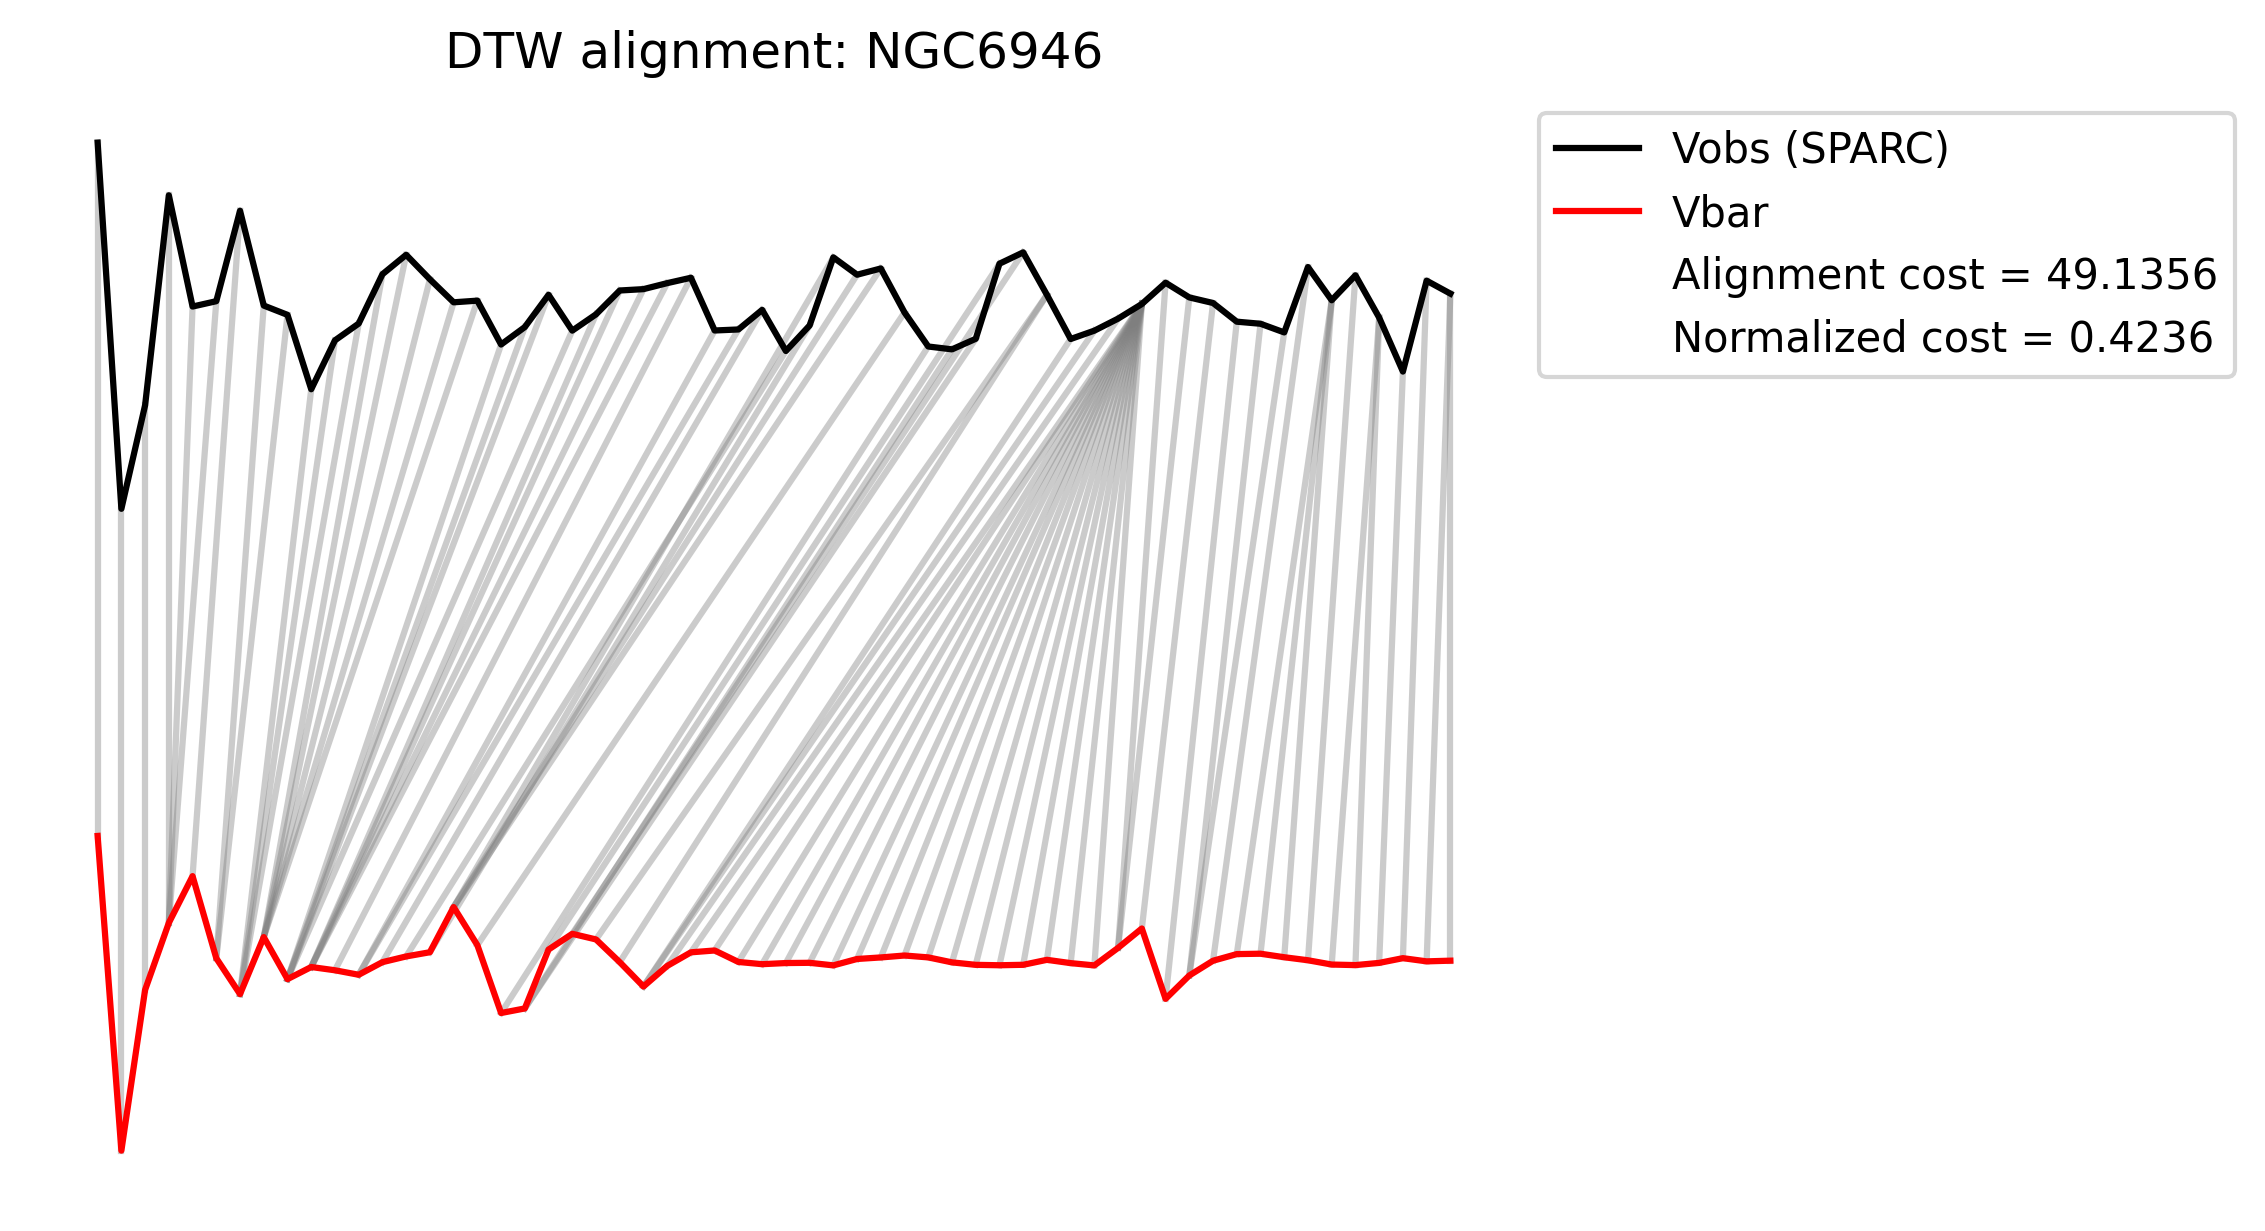 DTW alignment: NGC6946
Vobs (SPARC)
Vbar
Alignment cost = 49.1356
Normalized cost = 0.4236